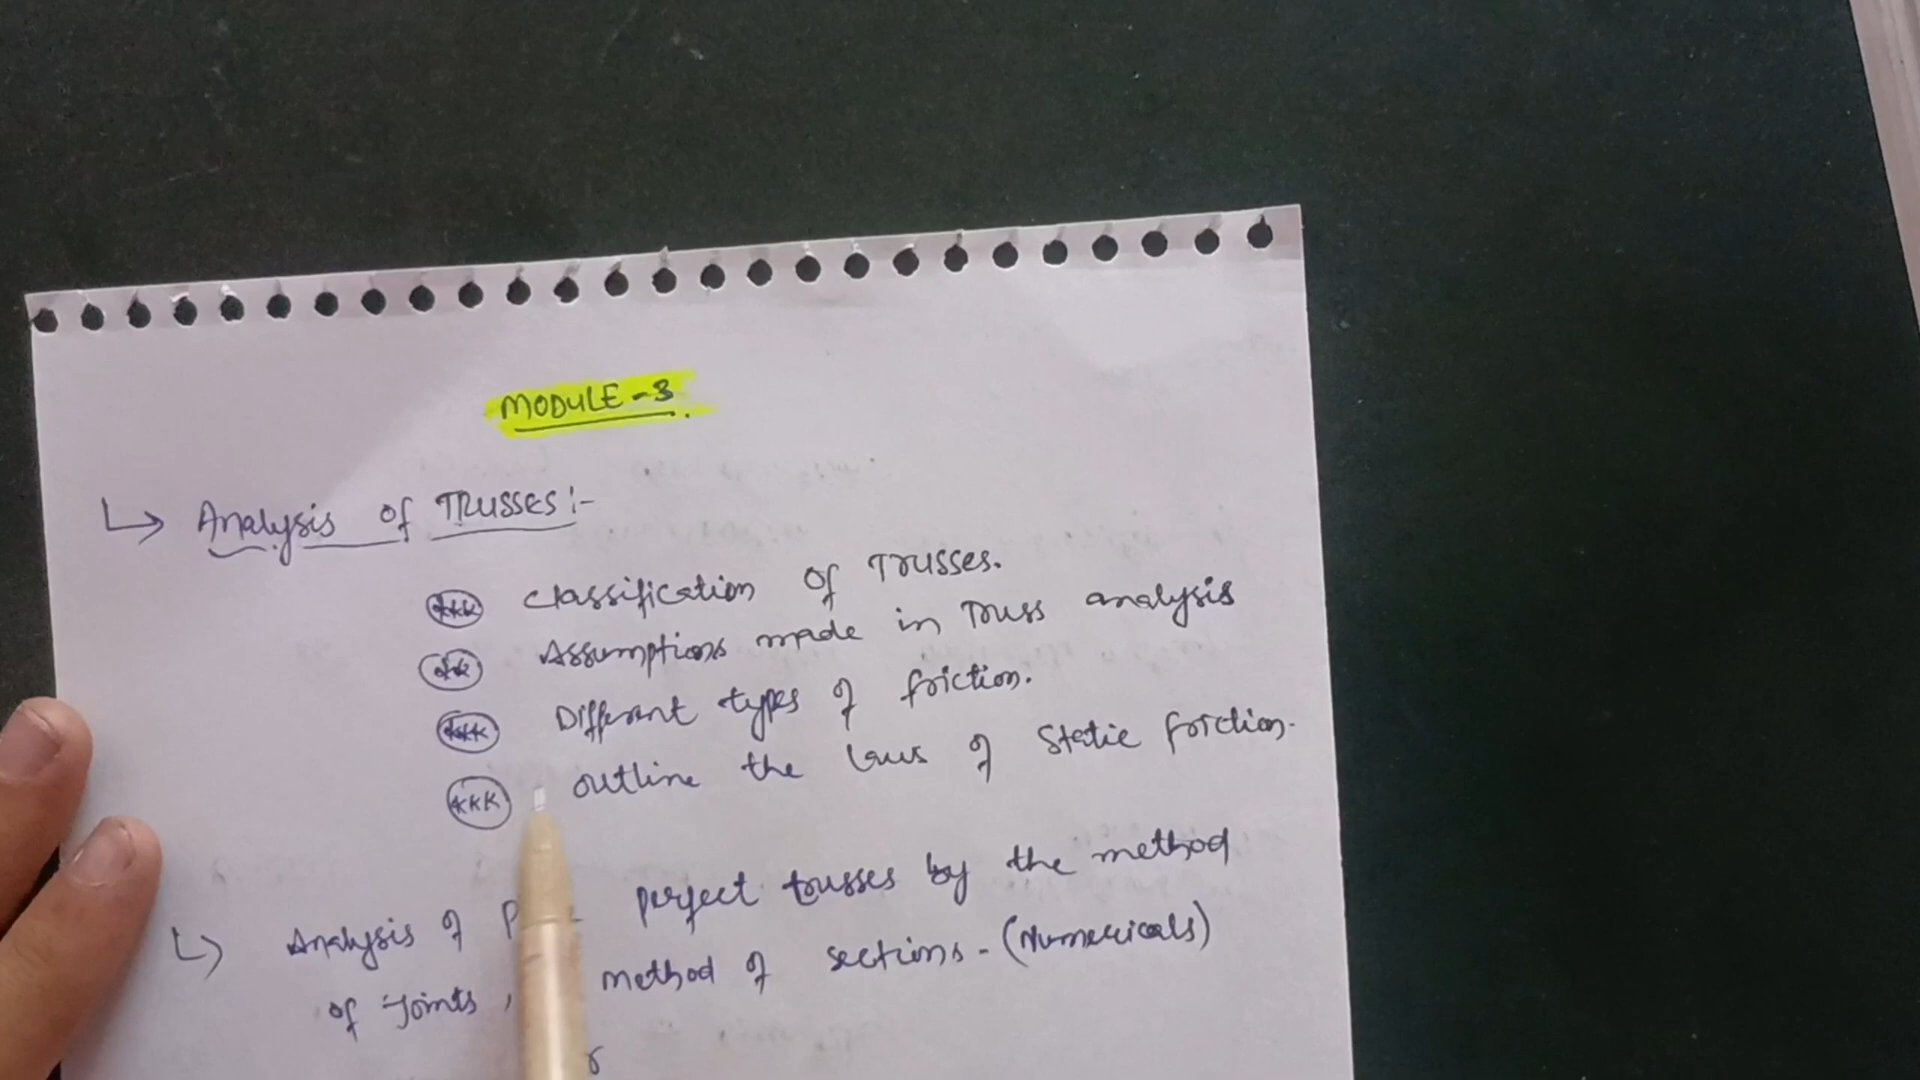 MODULE-3.
↳ Analysis of Trusses:-
*** classification of Trusses.
** Assumptions made in Truss analysis
*** Different types of friction.
*** outline the laws of static friction.
↳ Analysis of perfect trusses by the method
of joints, method of sections - (Numericals)